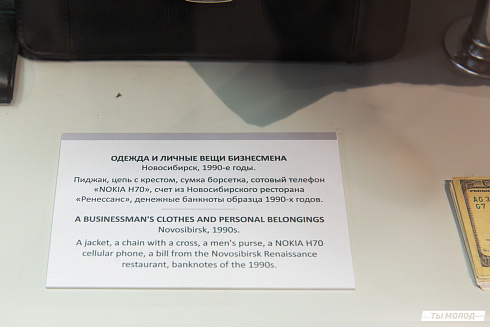 ОДЕЖДА И ЛИЧНЫЕ ВЕЩИ БИЗНЕСМЕНА
Новосибирск, 1990-е годы.
Пиджак, цепь с крестом, сумка борсетка, сотовый телефон
«NOKIA H70», счет из Новосибирского ресторана
«Ренессанс», денежные банкноты образца 1990-х годов.
A BUSINESSMAN'S CLOTHES AND PERSONAL BELONGINGS
Novosibirsk, 1990s.
A jacket, a chain with a cross, a men's purse, a NOKIA H70
cellular phone, a bill from the Novosibirsk Renaissance
restaurant, banknotes of the 1990s.
ТЫ МОЛОД